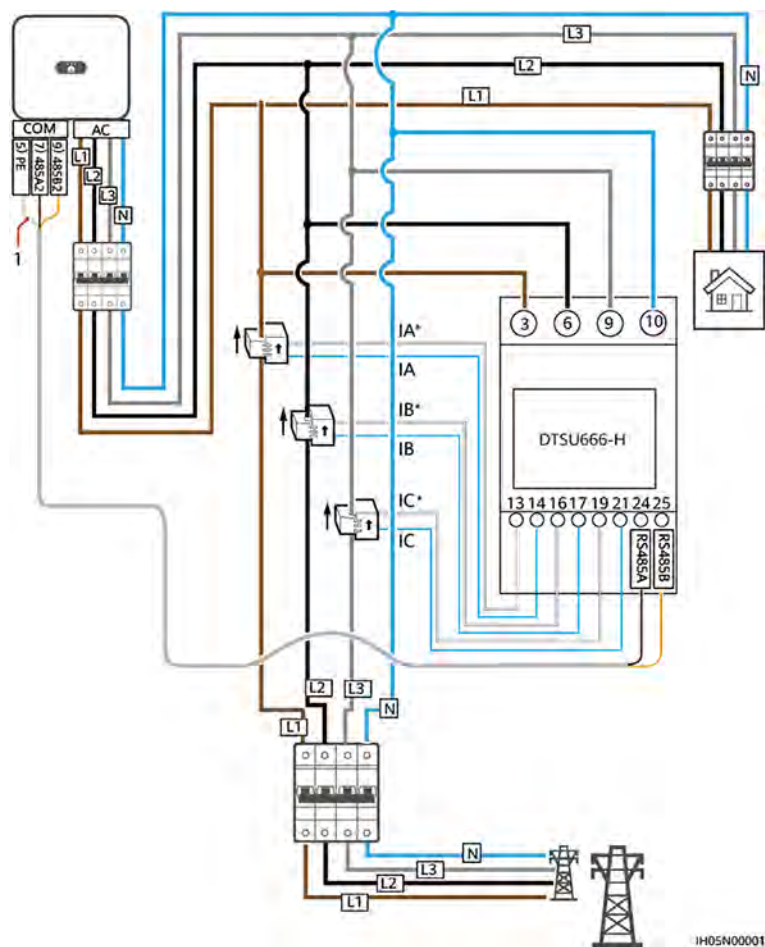 L3
L2
N
L1
COM
AC
5) PE
7) 485A2
9) 485B2
L1
L2
L3
N
1
3
6
9
10
IA*
IA
IB*
IB
DTSU666-H
IC*
IC
13 14 16 17 19 21 24 25
RS485A
RS485B
L2
L3
N
L1
N
L3
L2
L1
IH05N00001